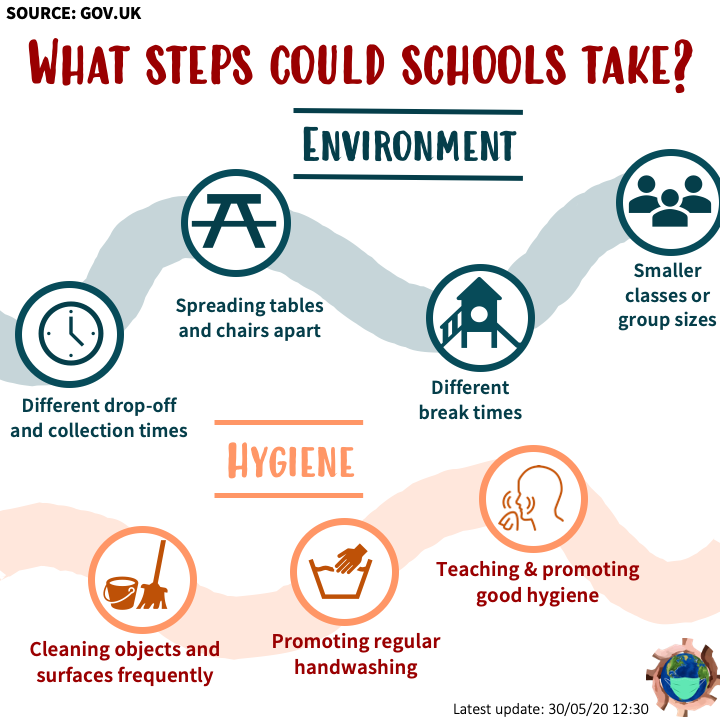 SOURCE: GOV.UK
WHAT STEPS COULD SCHOOLS TAKE?
ENVIRONMENT
Smaller
classes or
group sizes
Spreading tables
and chairs apart
Different
break times
Different drop-off
and collection times
HYGIENE
Teaching & promoting
good hygiene
Promoting regular
handwashing
Cleaning objects and
surfaces frequently
Latest update: 30/05/20 12:30